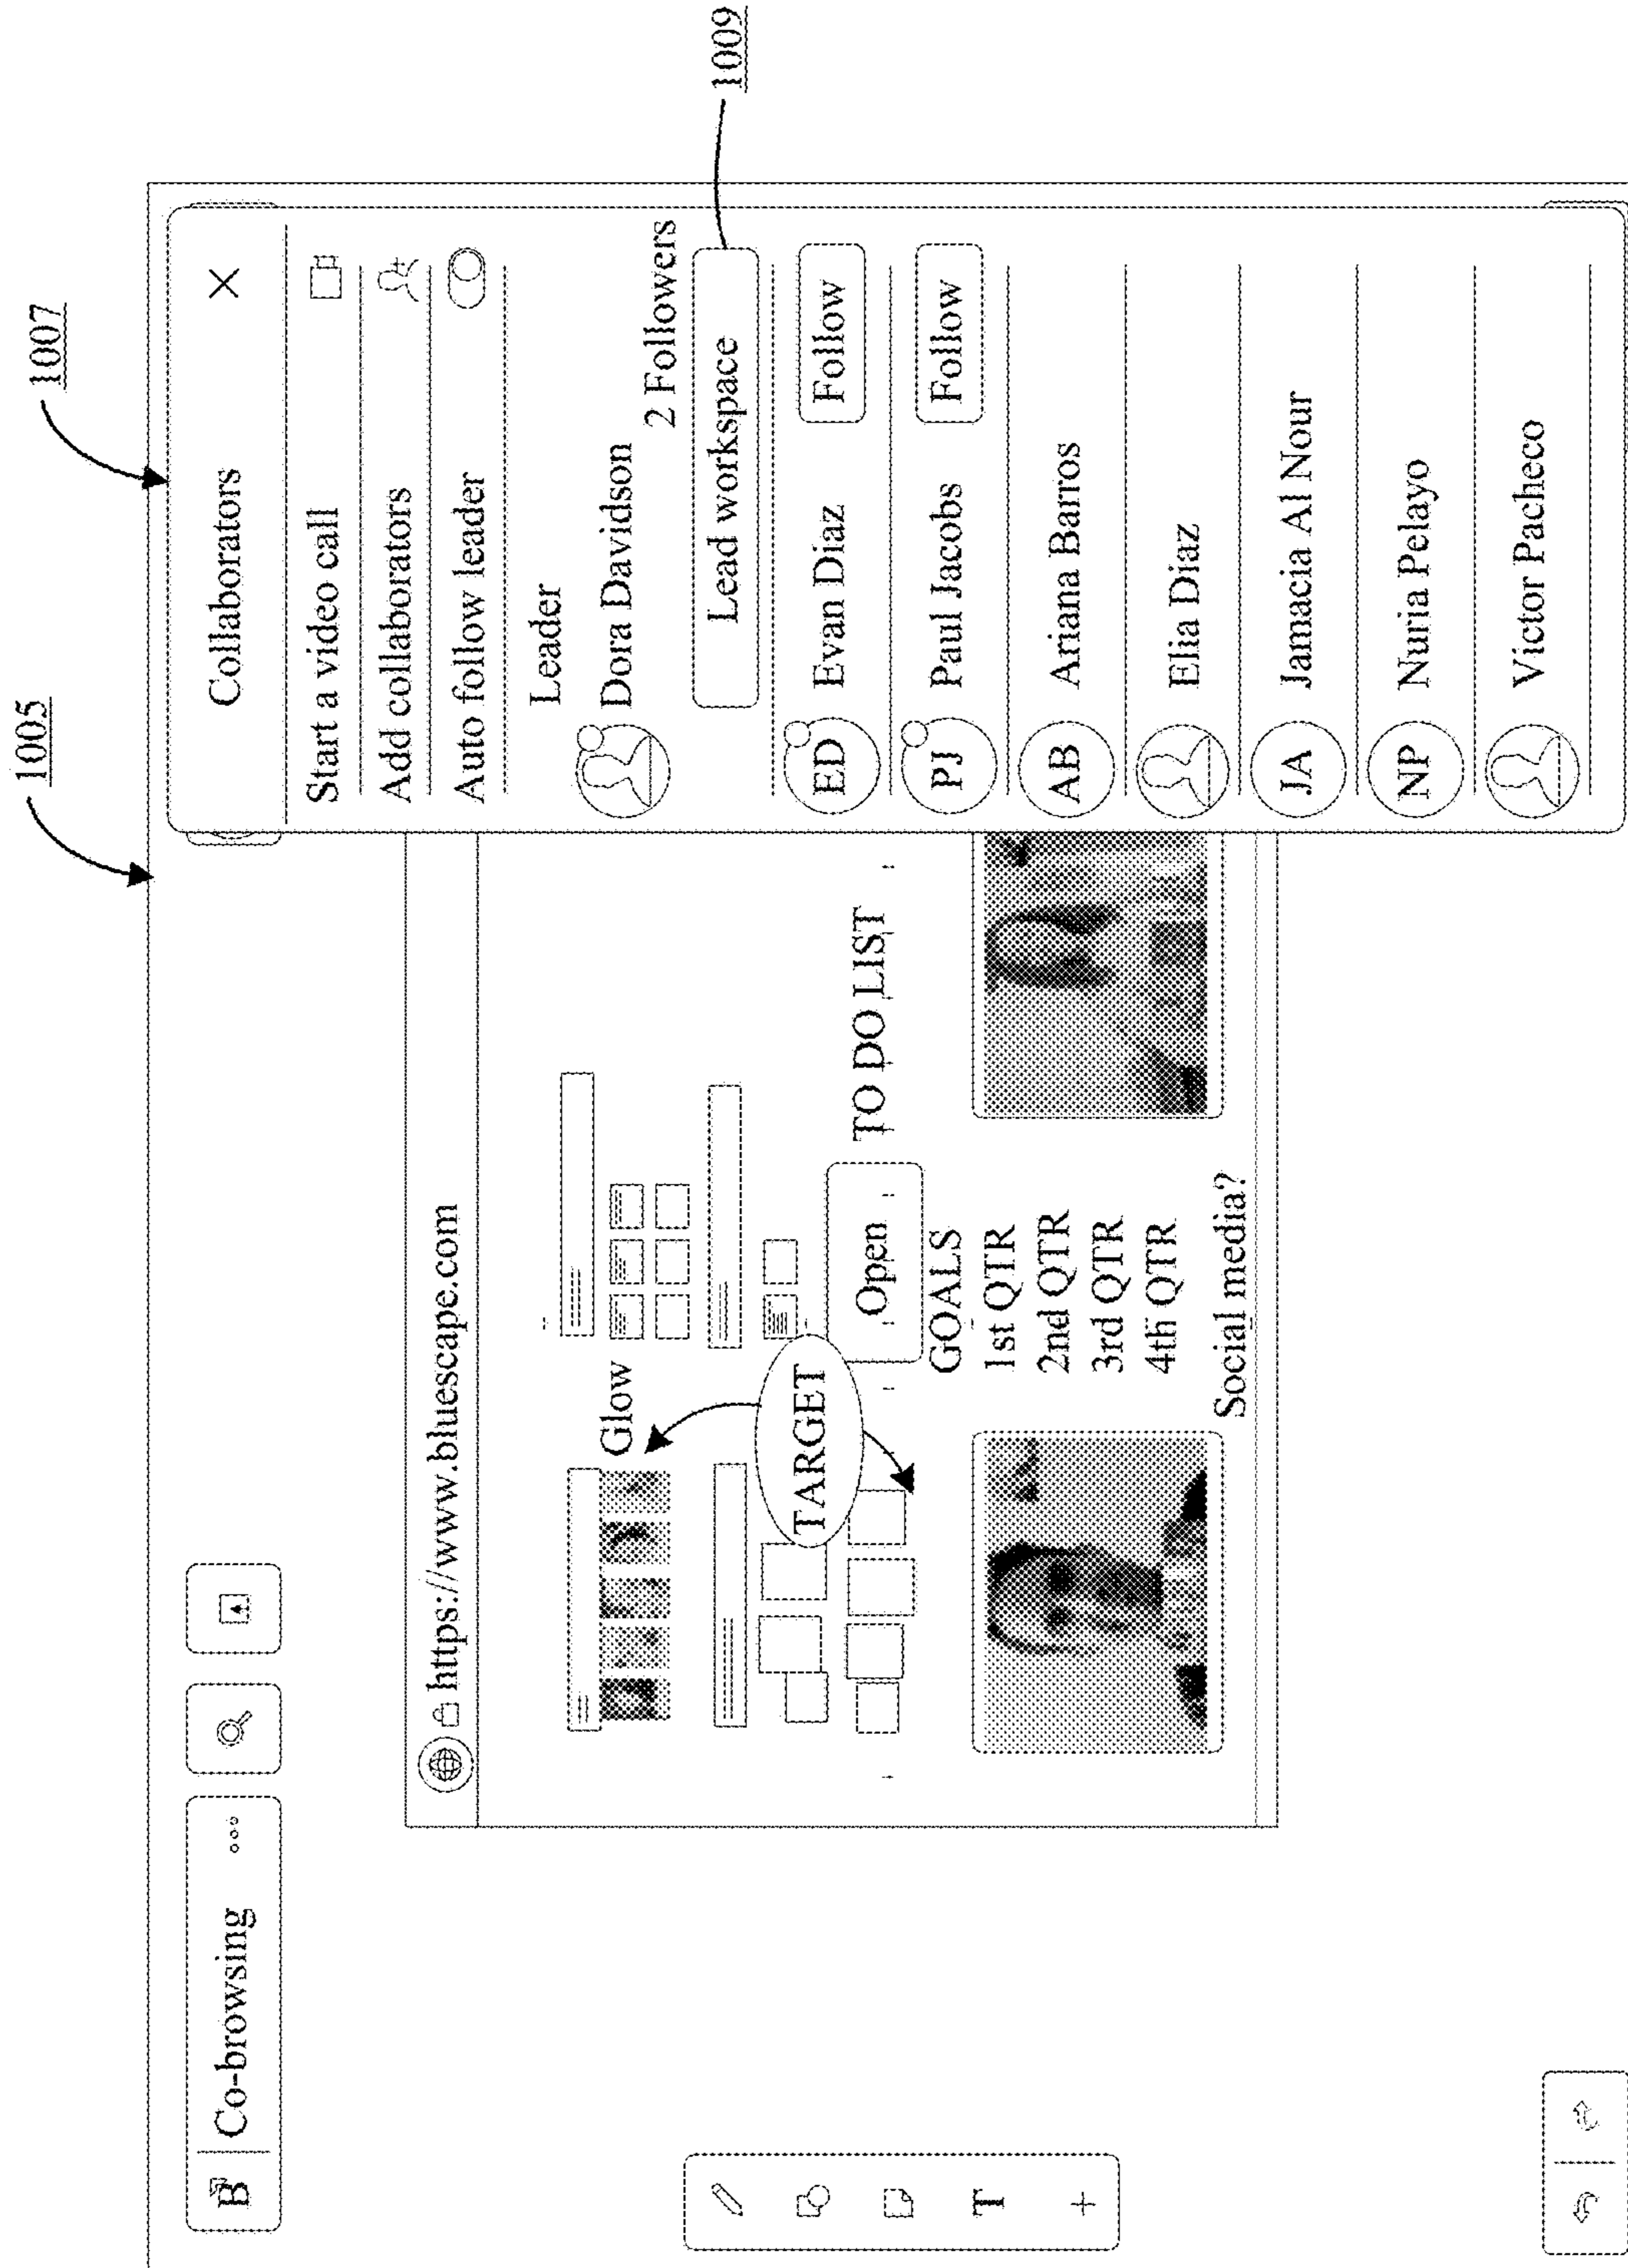 1005
1007
1009
B
Co-browsing
Collaborators
Start a video call
Add collaborators
Auto follow leader
Leader
Dora Davidson
2 Followers
Lead workspace
ED Evan Diaz Follow
PJ Paul Jacobs Follow
AB Ariana Barros
Elia Diaz
JA Jamacia Al Nour
NP Nuria Pelayo
Victor Pacheco
https://www.bluescape.com
Glow
TARGET
Open
TO DO LIST
GOALS
1st QTR
2nd QTR
3rd QTR
4th QTR
Social media?
T